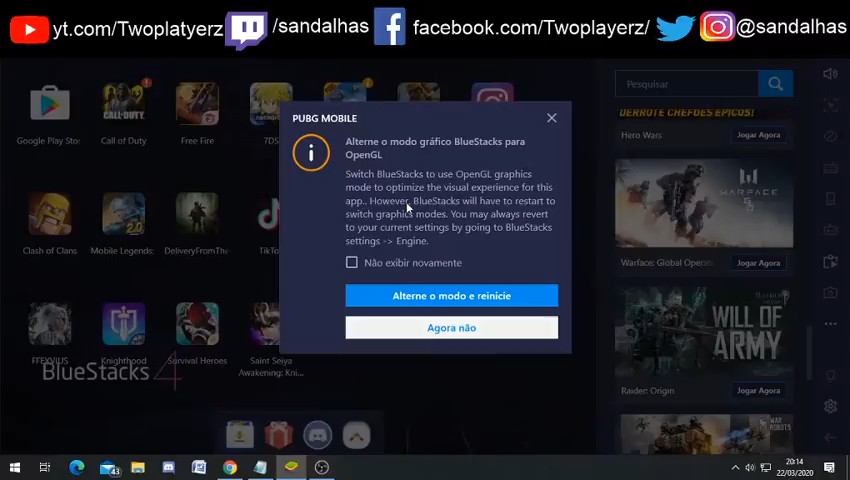 yt.com/Twoplatyerz
/sandalhas
facebook.com/Twoplayerz/
@sandalhas
Pesquisar
DERROTE CHEFÕES ÉPICOS!
Hero Wars
Jogar Agora
Google Play Sto
Call of Duty
Free Fire
7DS
PUBG MOBILE
Alterne o modo gráfico BlueStacks para
OpenGL
Switch BlueStacks to use OpenGL graphics
mode to optimize the visual experience for this
app.. However, BlueStacks will have to restart to
switch graphics modes. You may always revert
to your current settings by going to BlueStacks
settings -> Engine.
Não exibir novamente
Alterne o modo e reinicie
Agora não
WARFACE
Warface: Global Operat
Jogar Agora
Clash of Clans
Mobile Legends:
DeliveryFromThe
TikTo
WILL OF
ARMY
Raider: Origin
Jogar Agora
FFEXVIUS
Knighthood
Survival Heroes
Saint Seiya
Awakening: Kni...
BlueStacks 4
WAR
ROBOTS
43
20:14
22/03/2020